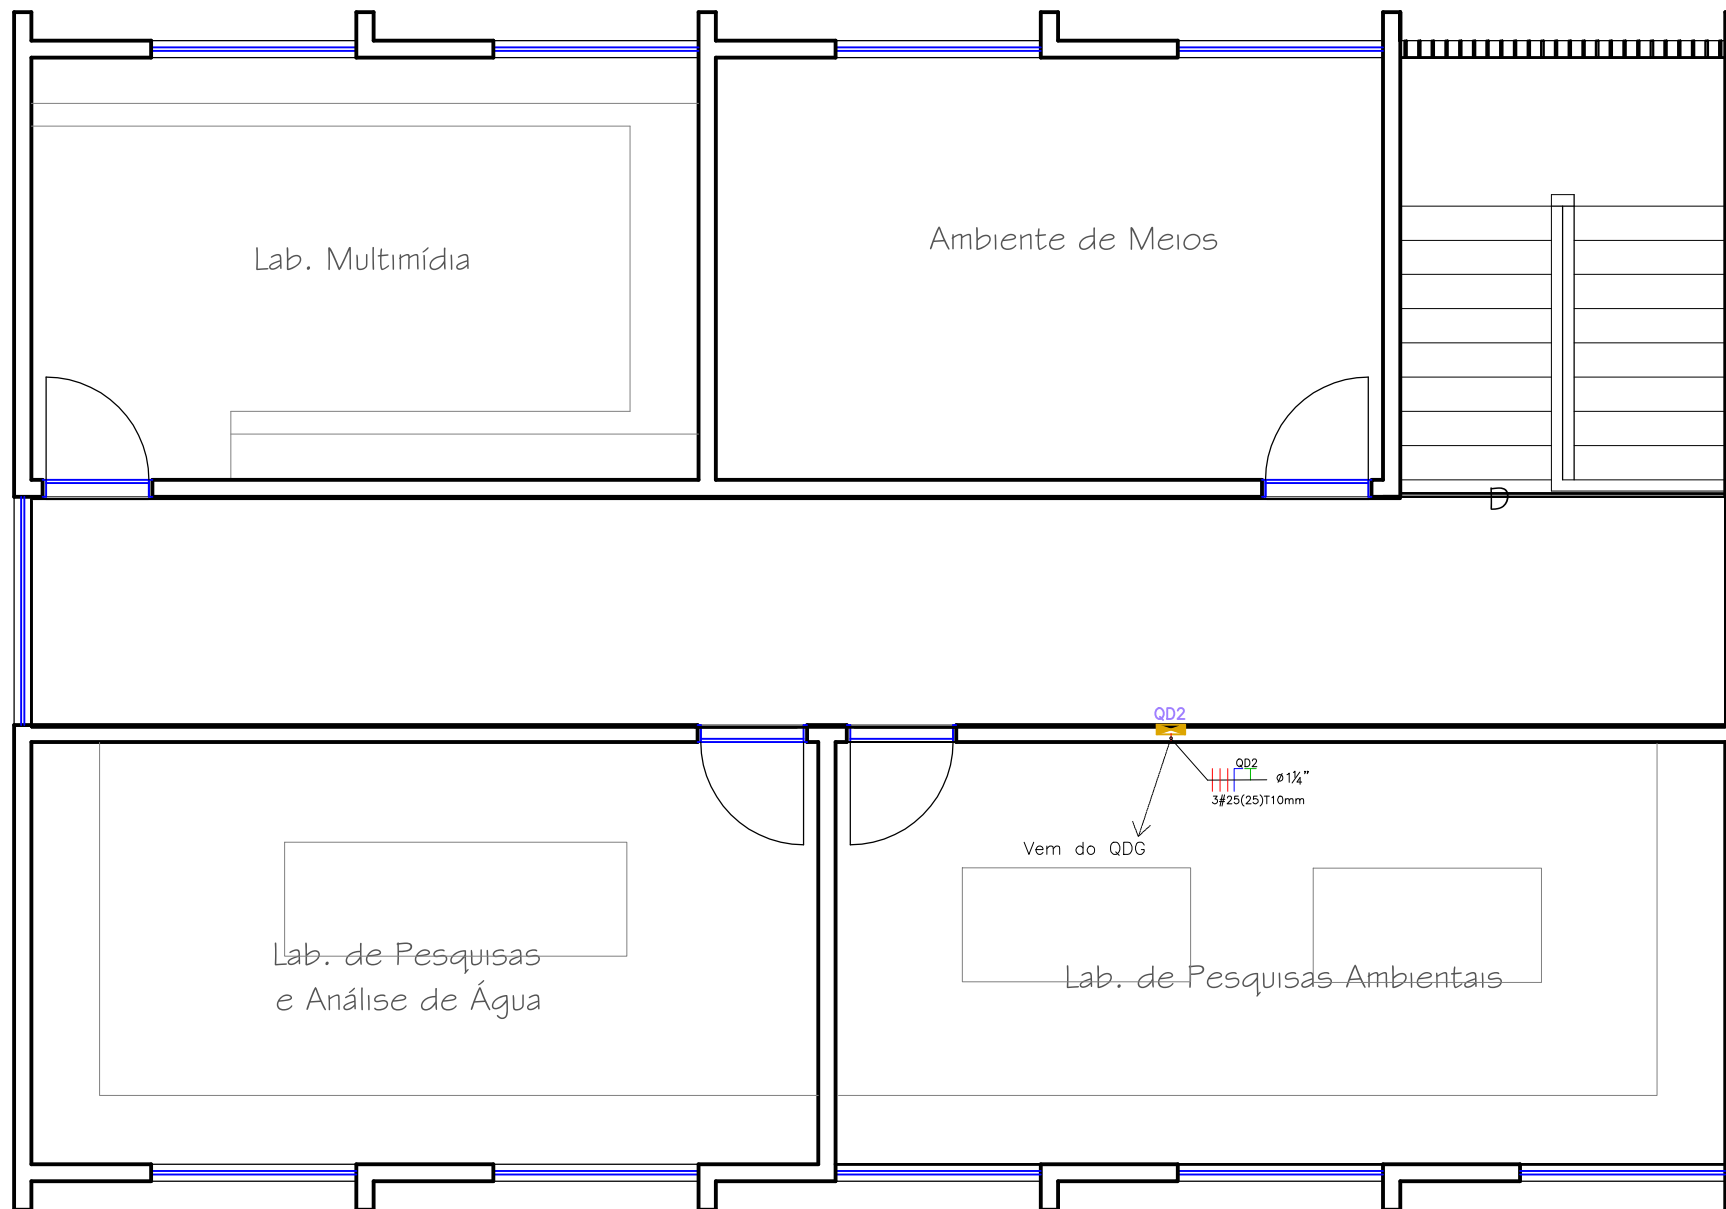 Ambiente de Meios
Lab. Multimídia
D
QD2
QD2
ø1¼"
3#25(25)T10mm
Vem do QDG
Lab. de Pesquisas
e Análise de Água
Lab. de Pesquisas Ambientais